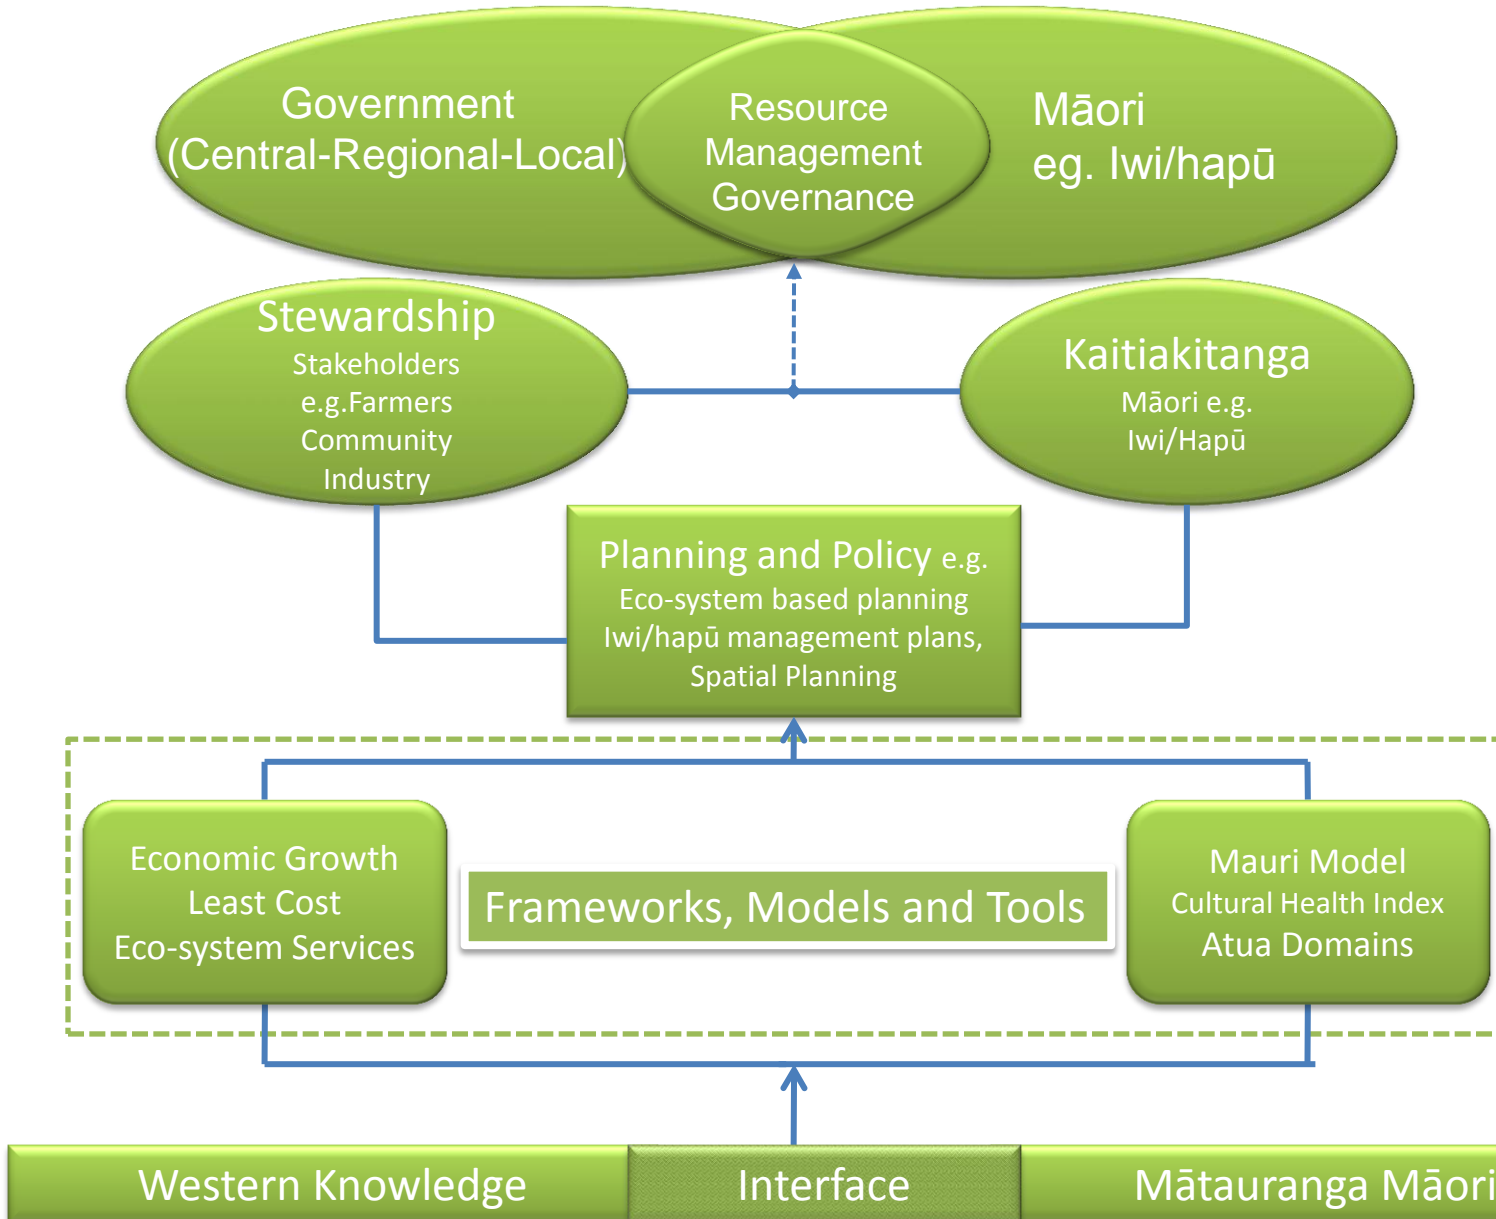 Government
(Central-Regional-Local)
Resource
Management
Governance
Māori
eg. Iwi/hapū
Stewardship
Stakeholders
e.g.Farmers
Community
Industry
Kaitiakitanga
Māori e.g.
Iwi/Hapū
Planning and Policy e.g.
Eco-system based planning
Iwi/hapū management plans,
Spatial Planning
Economic Growth
Least Cost
Eco-system Services
Frameworks, Models and Tools
Mauri Model
Cultural Health Index
Atua Domains
Western Knowledge
Interface
Mātauranga Māori